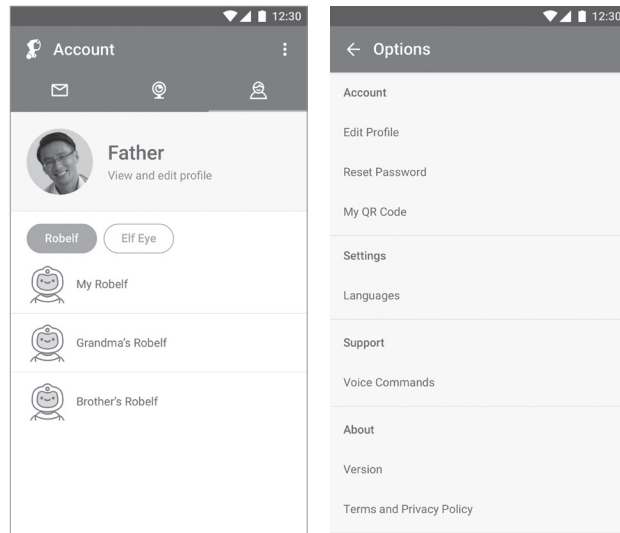 12:30
Account
Father
View and edit profile
Robelf
Elf Eye
My Robelf
Grandma's Robelf
Brother's Robelf
12:30
Options
Account
Edit Profile
Reset Password
My QR Code
Settings
Languages
Support
Voice Commands
About
Version
Terms and Privacy Policy